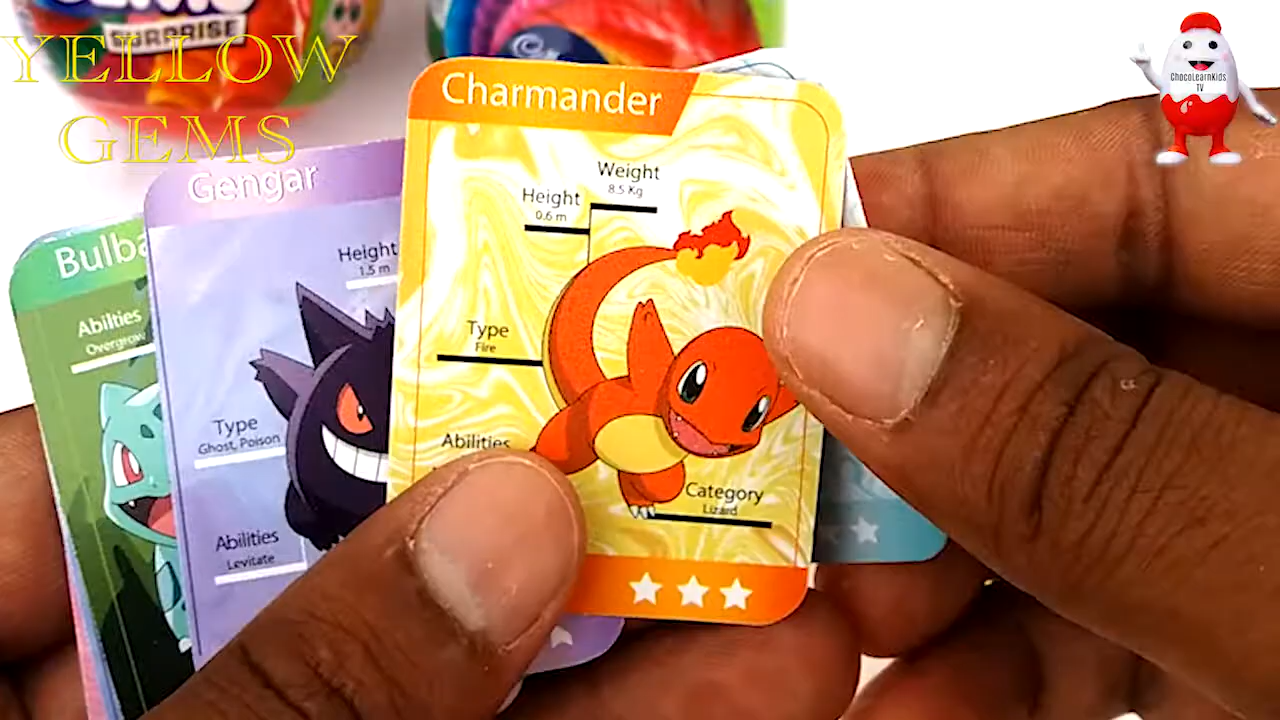 SURPRISE
YELLOW
GEMS
ChocoLearnKids
TV
Charmander
Weight
8.5 Kg
Height
0.6 m
Type
Fire
Abilities
Category
Lizard
Gengar
Height
1.5 m
Type
Ghost, Poison
Abilities
Levitate
Bulba
Abilties
Overgrow